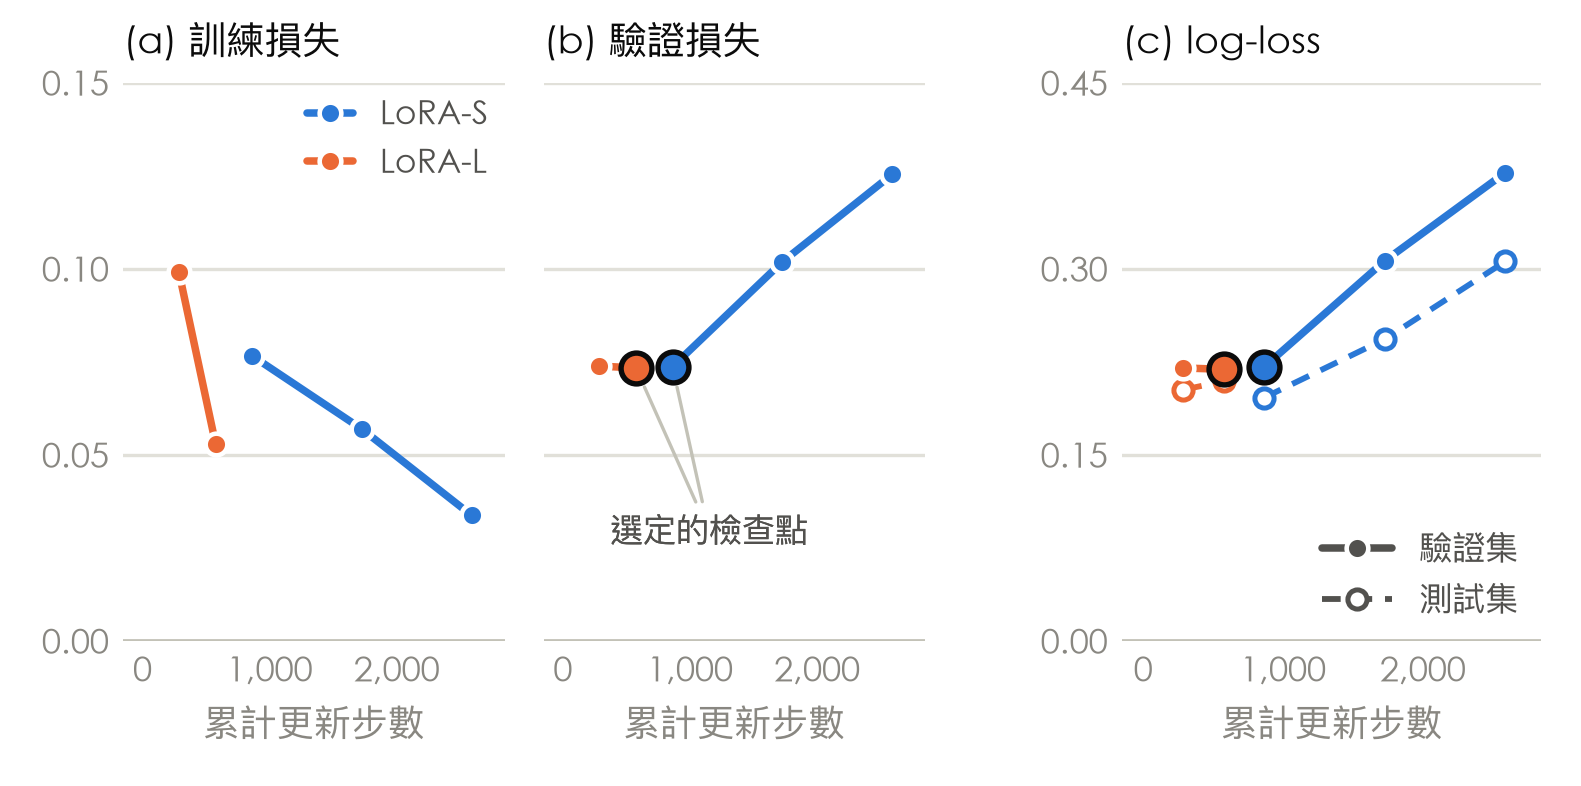 (a) 訓練損失
(b) 驗證損失
(c) log-loss
0.15
0.10
0.05
0.00
LoRA-S
LoRA-L
選定的檢查點
0.45
0.30
0.15
0.00
驗證集
測試集
0 1,000 2,000
0 1,000 2,000
0 1,000 2,000
累計更新步數
累計更新步數
累計更新步數